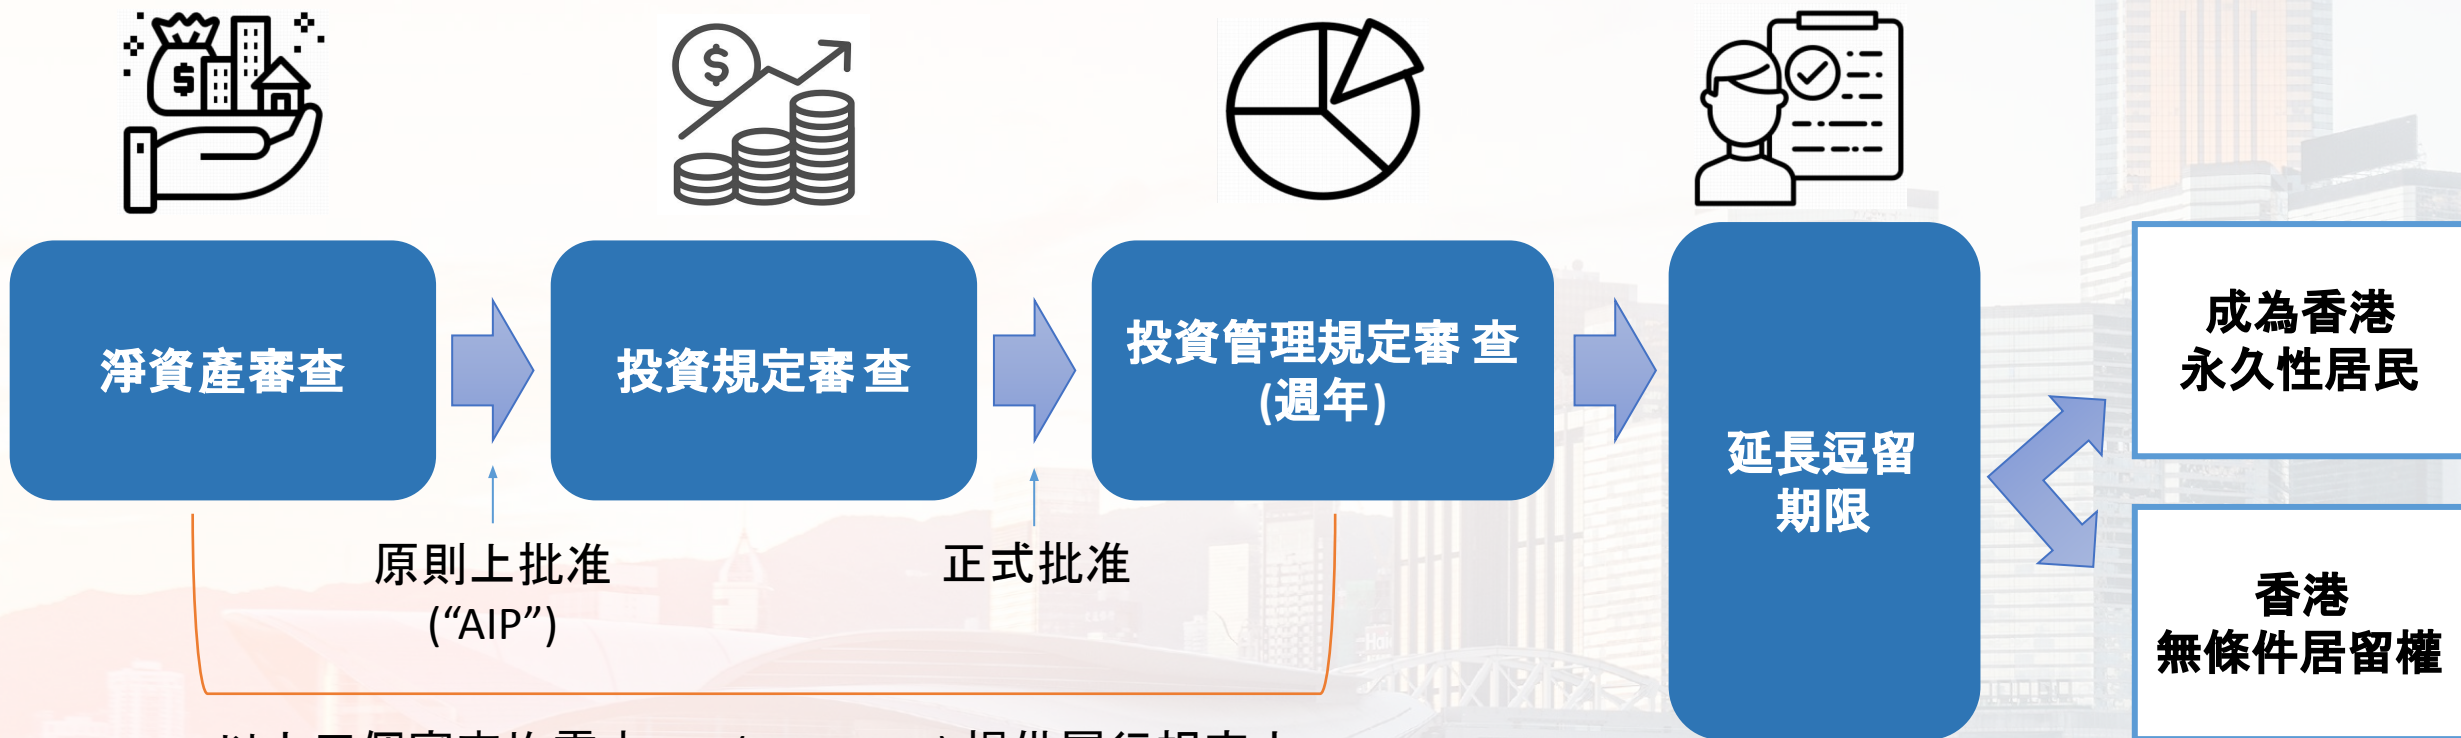 淨資產審查
投資規定審 查
投資管理規定審 查
(週年)
延長逗留
期限
成為香港
永久性居民
香港
無條件居留權
原則上批准
(“AIP”)
正式批准